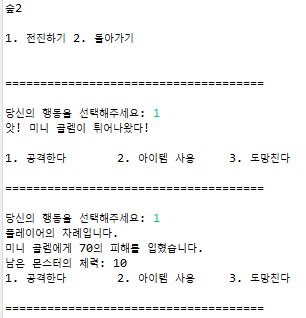 숲2
1. 전진하기 2. 돌아가기
=====================================
당신의 행동을 선택해주세요: 1
앗! 미니 골렘이 튀어나왔다!
1. 공격한다 2. 아이템 사용 3. 도망친다
=====================================
당신의 행동을 선택해주세요: 1
플레이어의 차례입니다.
미니 골렘에게 70의 피해를 입혔습니다.
남은 몬스터의 체력: 10
1. 공격한다 2. 아이템 사용 3. 도망친다
=====================================